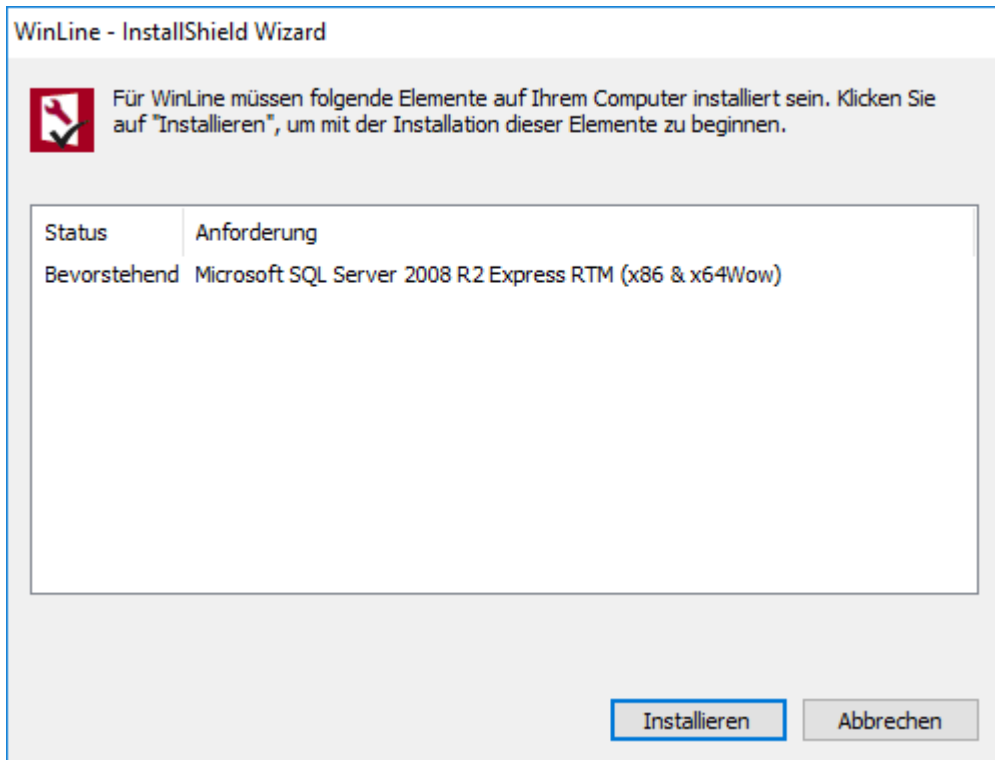 WinLine - InstallShield Wizard
Für WinLine müssen folgende Elemente auf Ihrem Computer installiert sein. Klicken Sie
auf "Installieren", um mit der Installation dieser Elemente zu beginnen.
Status Anforderung
Bevorstehend Microsoft SQL Server 2008 R2 Express RTM (x86 & x64Wow)
Installieren Abbrechen